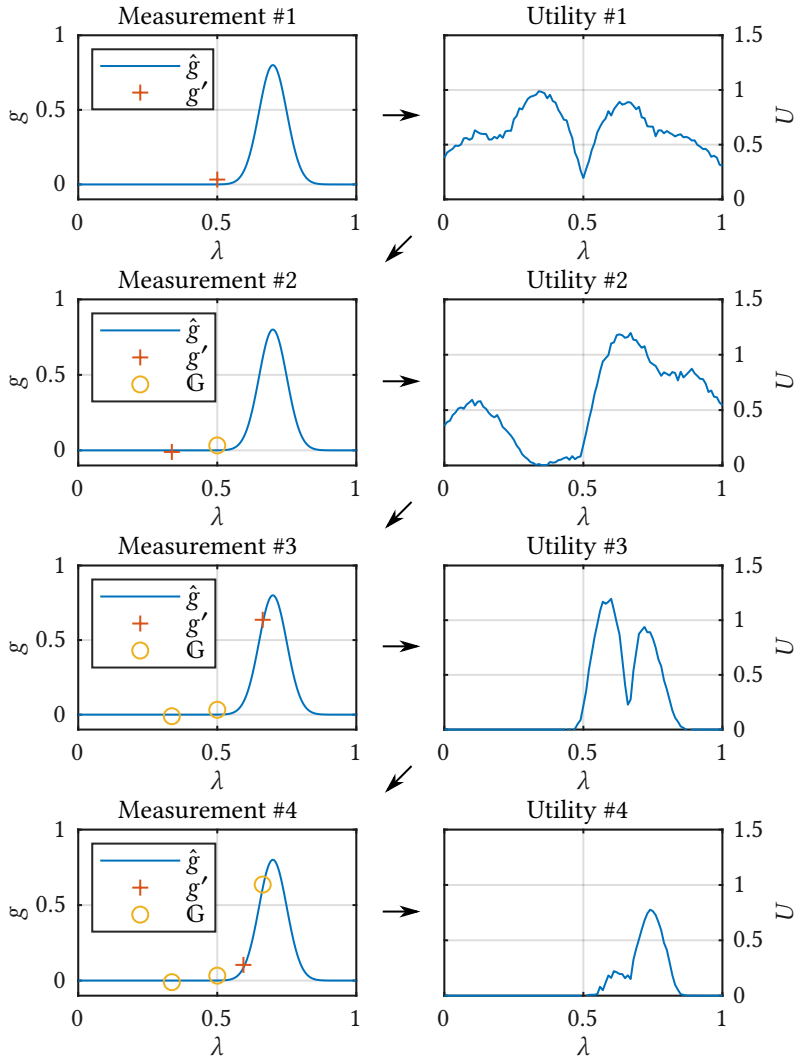 Measurement #1
Utility #1
g
1
0.5
0
ĝ
g′
0
0.5
1
λ
1.5
1
0.5
0
U
0
0.5
1
λ
Measurement #2
Utility #2
g
1
0.5
0
ĝ
g′
G
0
0.5
1
λ
1.5
1
0.5
0
U
0
0.5
1
λ
Measurement #3
Utility #3
g
1
0.5
0
ĝ
g′
G
0
0.5
1
λ
1.5
1
0.5
0
U
0
0.5
1
λ
Measurement #4
Utility #4
g
1
0.5
0
ĝ
g′
G
0
0.5
1
λ
1.5
1
0.5
0
U
0
0.5
1
λ